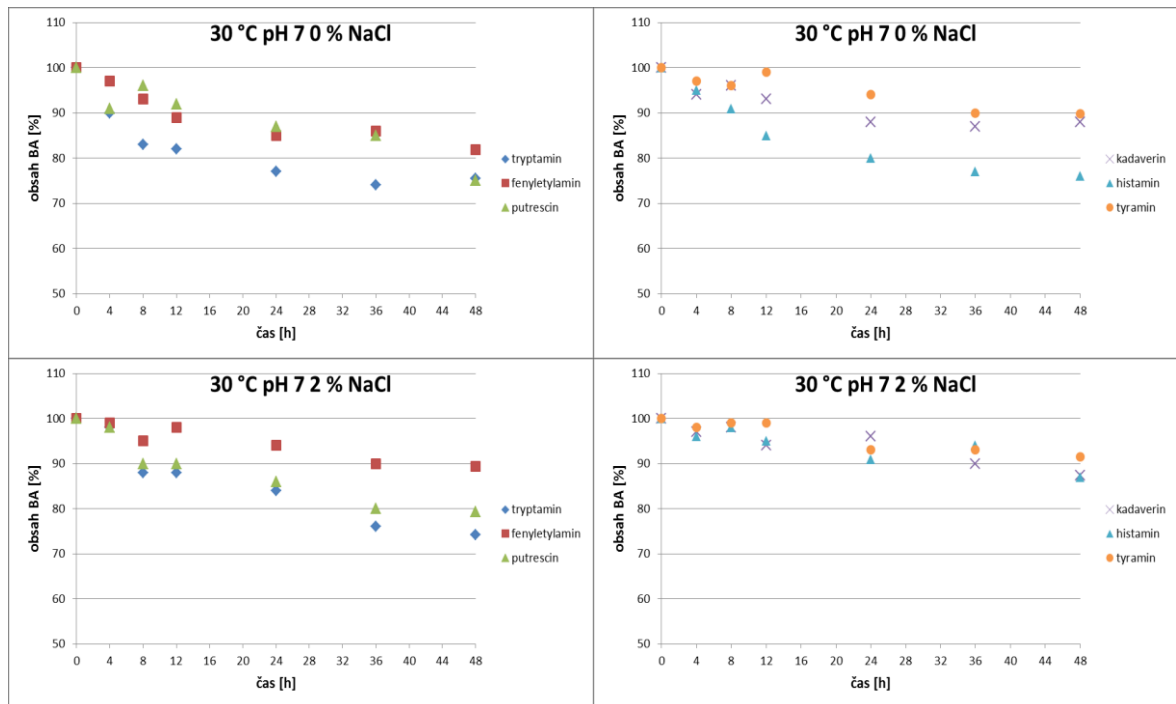 30 °C pH 7 0 % NaCl
obsah BA [%]
110
100
90
80
70
60
50
0 4 8 12 16 20 24 28 32 36 40 44 48
čas [h]
tryptamin
fenyletylamin
putrescin
30 °C pH 7 0 % NaCl
obsah BA [%]
110
100
90
80
70
60
50
0 4 8 12 16 20 24 28 32 36 40 44 48
čas [h]
kadaverin
histamin
tyramin
30 °C pH 7 2 % NaCl
obsah BA [%]
110
100
90
80
70
60
50
0 4 8 12 16 20 24 28 32 36 40 44 48
čas [h]
tryptamin
fenyletylamin
putrescin
30 °C pH 7 2 % NaCl
obsah BA [%]
110
100
90
80
70
60
50
0 4 8 12 16 20 24 28 32 36 40 44 48
čas [h]
kadaverin
histamin
tyramin